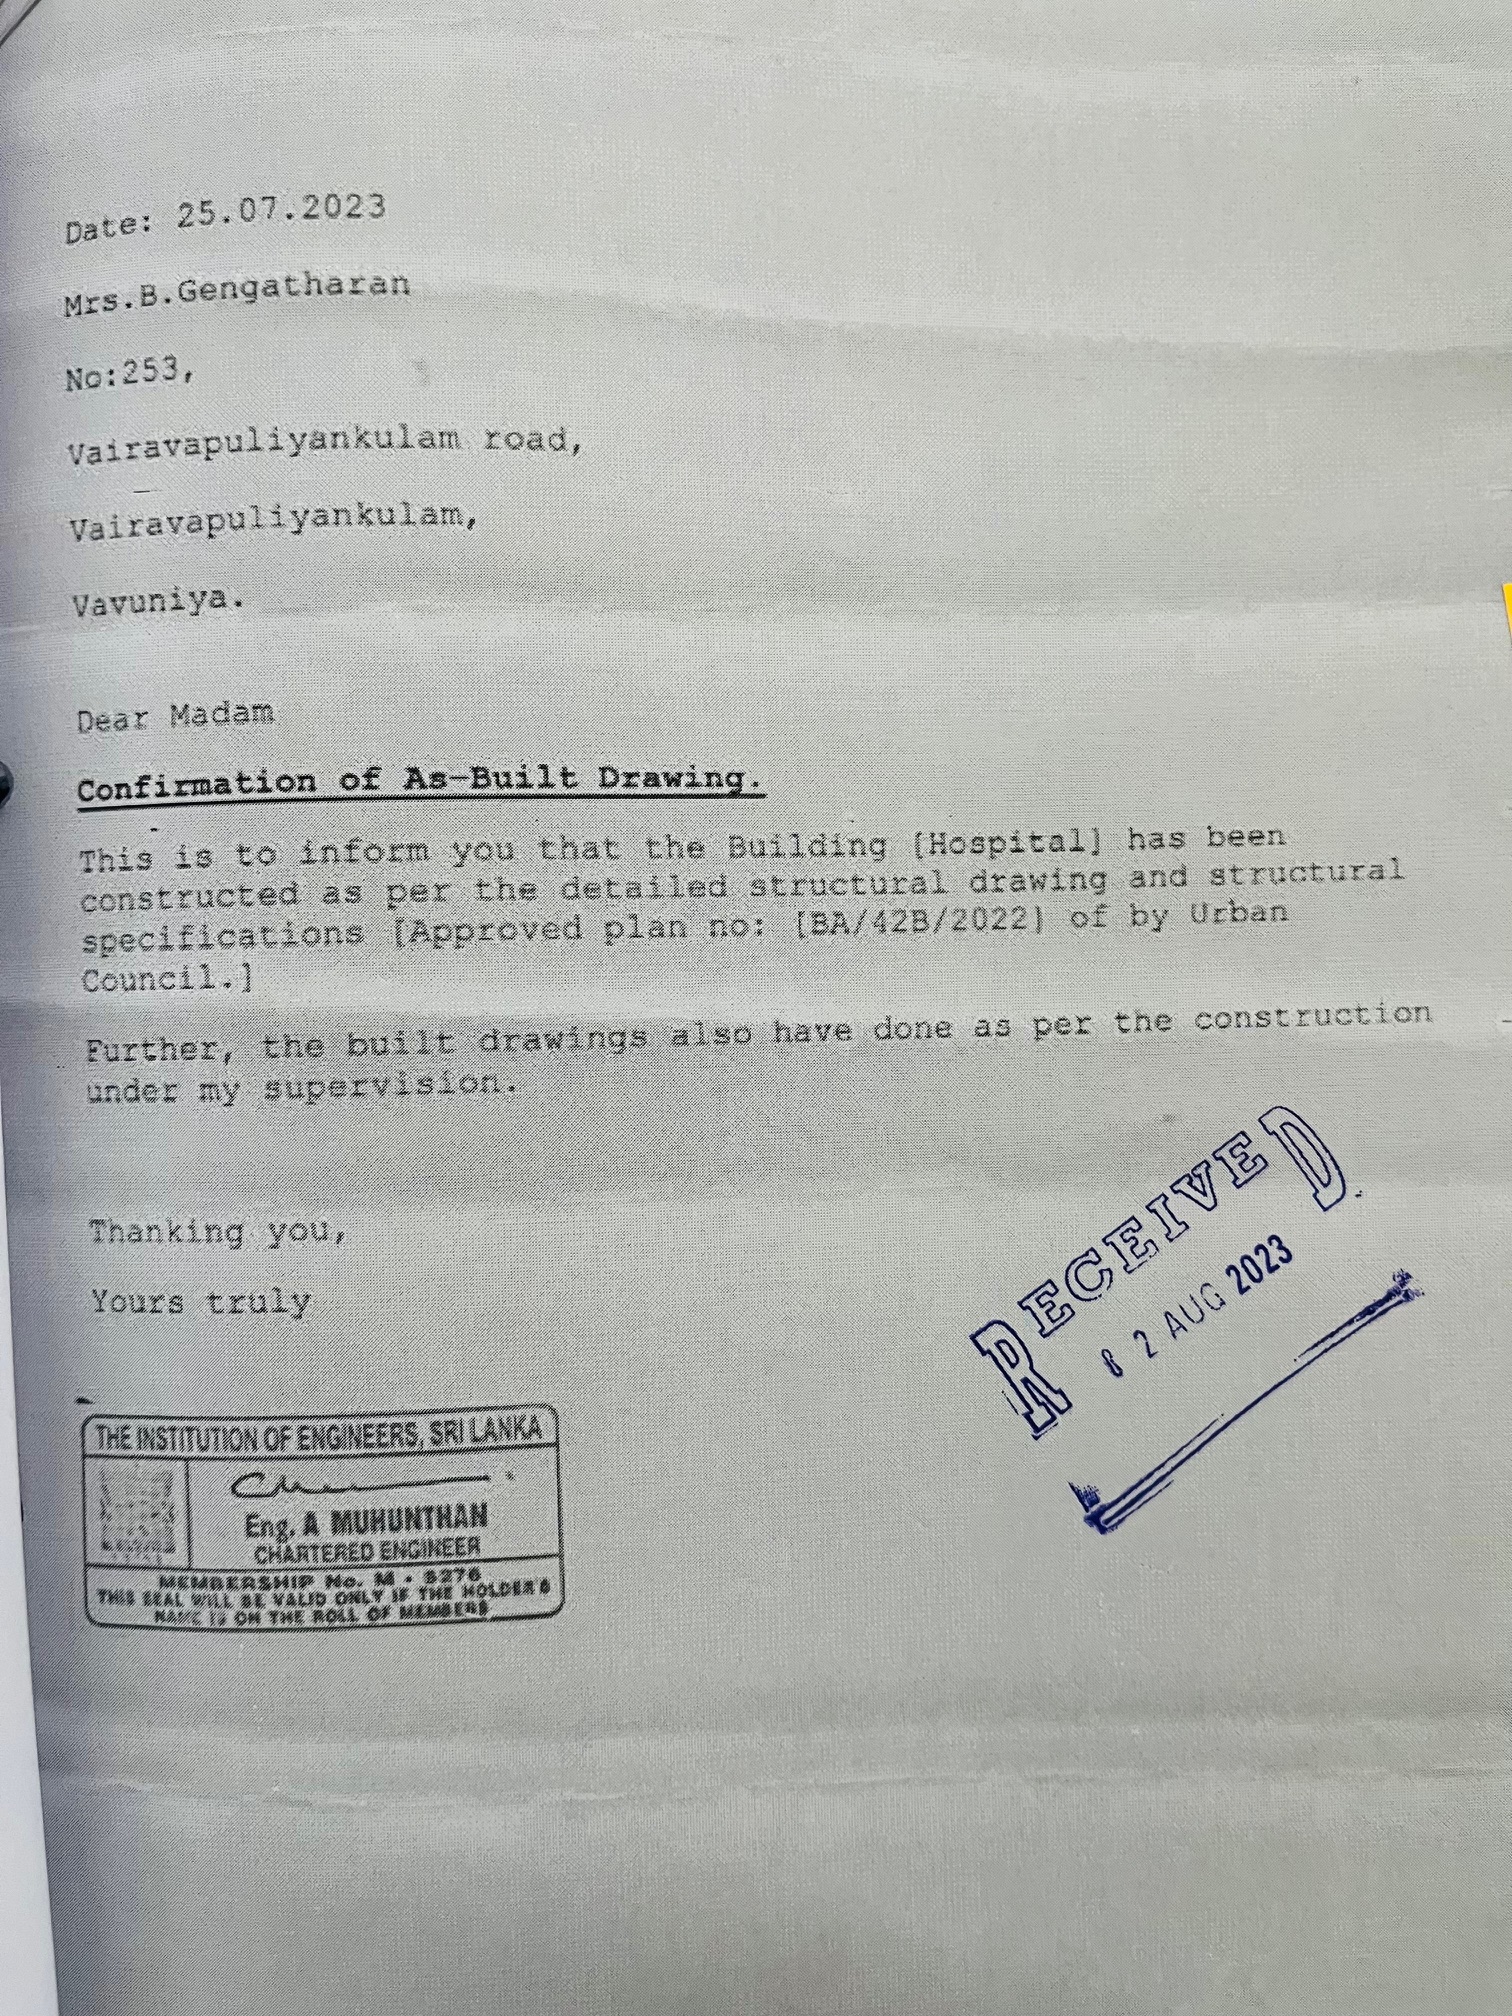 Date: 25.07.2023
Mrs.B.Gengatharan
No:253,
Vairavapuliyankulam road,
Vairavapuliyankulam,
Vavuniya.
Dear Madam
Confirmation of As-Built Drawing.
This is to inform you that the Building [Hospital] has been
constructed as per the detailed structural drawing and structural
specifications [Approved plan no: [BA/42B/2022] of by Urban
Council.]
Further, the built drawings also have done as per the construction
under my supervision.
Thanking you,
Yours truly
RECEIVED
2 AUG 2023
THE INSTITUTION OF ENGINEERS, SRI LANKA
Eng. A MUHUNTHAN
CHARTERED ENGINEER
MEMBERSHIP No. M -
THIS SEAL WILL BE VALID ONLY IF THE HOLDER'S
NAME IS ON THE ROLL OF MEMBERS